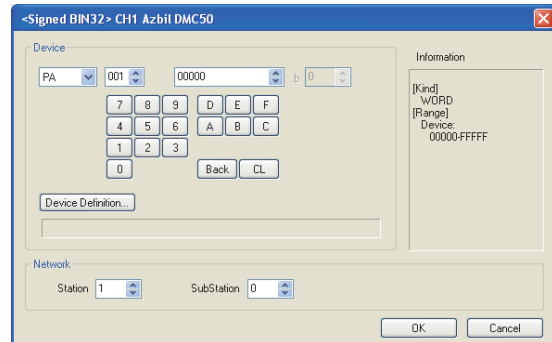 <Signed BIN32> CH1 Azbil DMC50
Device
PA 001 00000 .b 0
7 8 9 D E F
4 5 6 A B C
1 2 3
0 Back CL
Device Definition...
Information
[Kind]
WORD
[Range]
Device:
00000-FFFFF
Network
Station 1 SubStation 0
OK Cancel